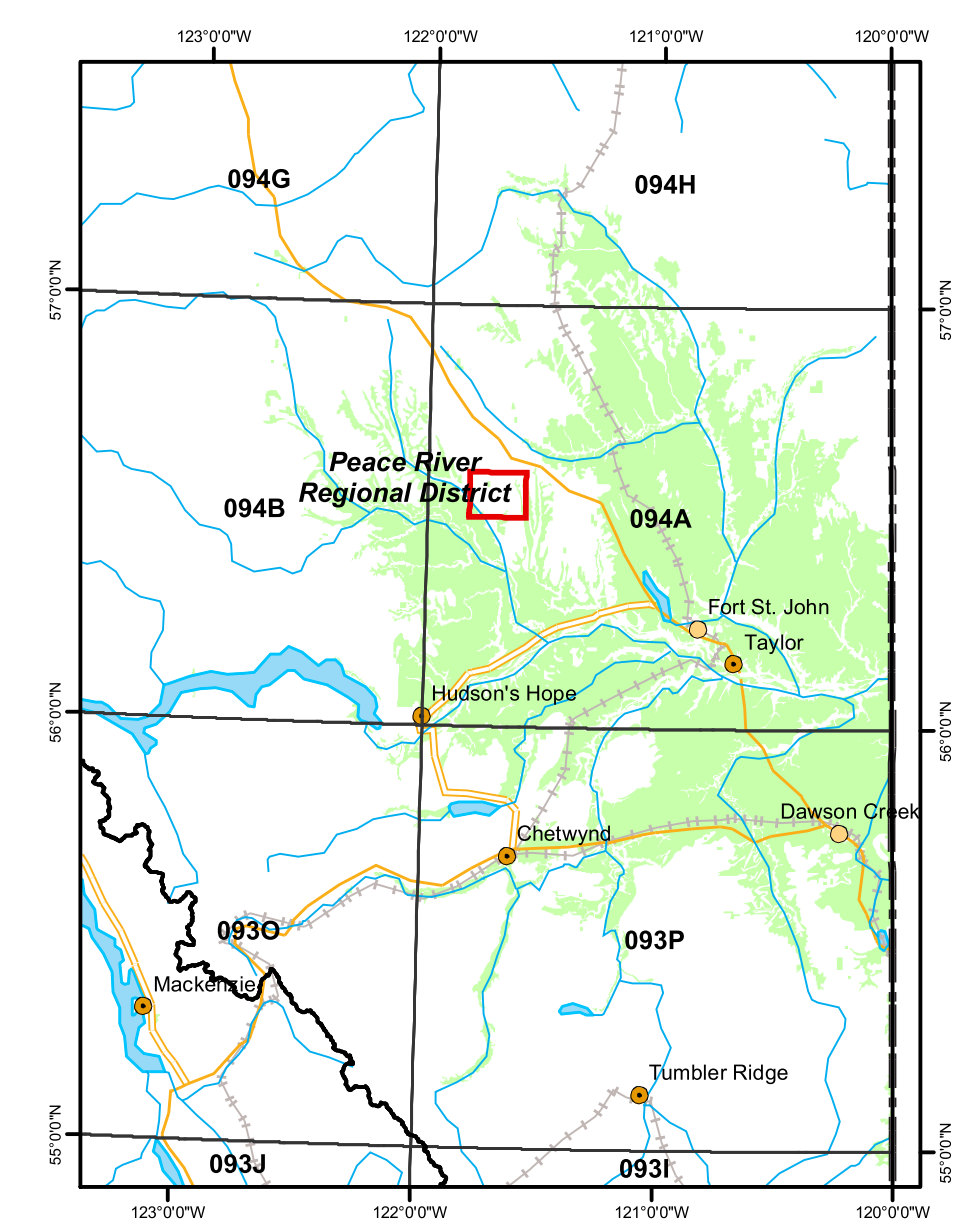 123°0'0"W
122°0'0"W
121°0'0"W
120°0'0"W
094G
094H
57°0'0"N
57°0'0"N
Peace River
Regional District
094B
094A
Fort St. John
Taylor
Hudson's Hope
56°0'0"N
56°0'0"N
Dawson Creek
Chetwynd
093O
093P
Mackenzie
Tumbler Ridge
55°0'0"N
55°0'0"N
093J
093I
123°0'0"W
122°0'0"W
121°0'0"W
120°0'0"W